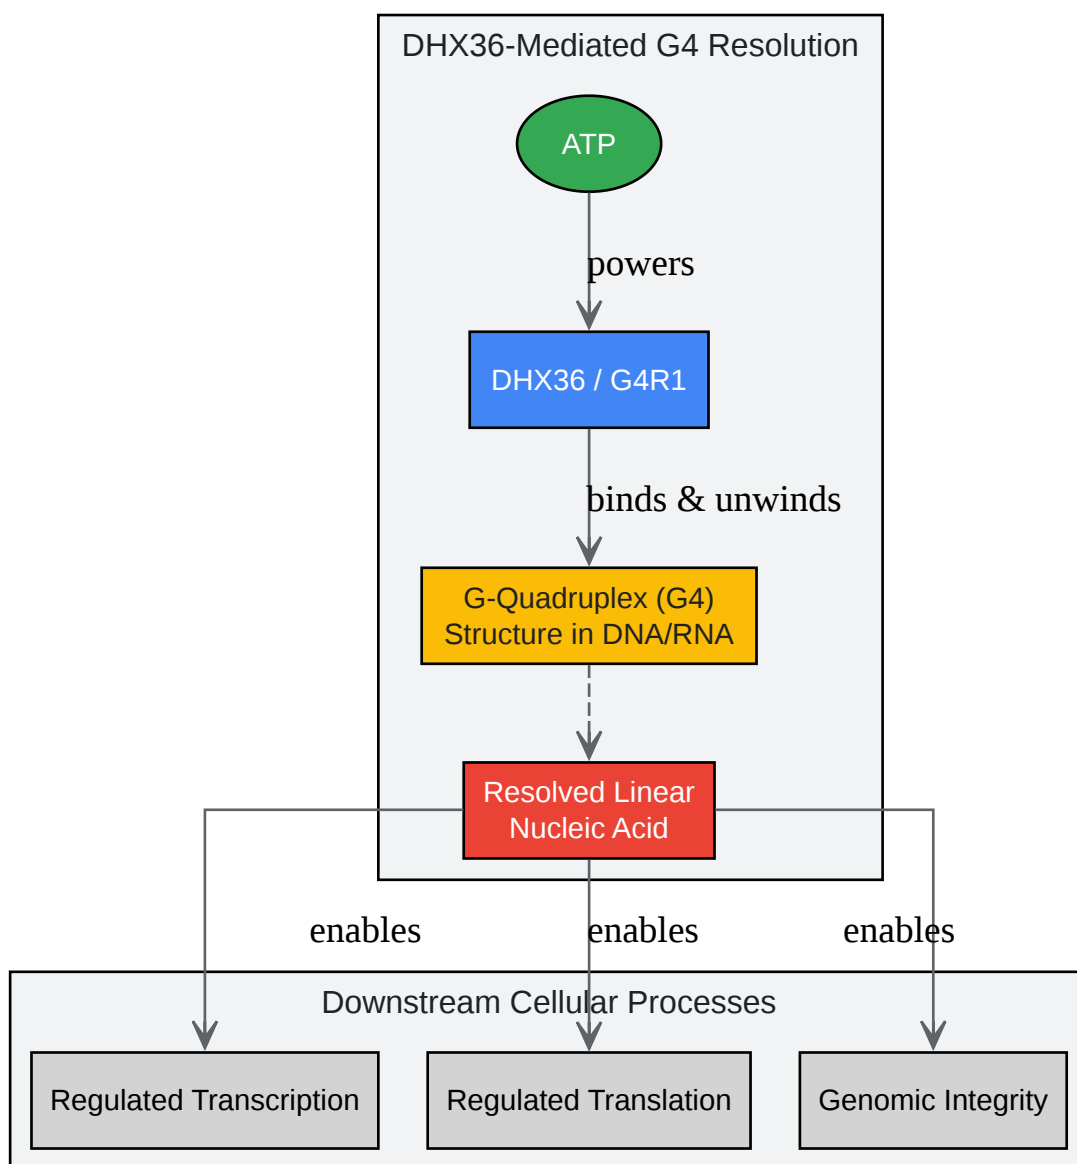 DHX36-Mediated G4 Resolution
ATP
powers
DHX36 / G4R1
binds & unwinds
G-Quadruplex (G4)
Structure in DNA/RNA
Resolved Linear
Nucleic Acid
enables
enables
enables
Downstream Cellular Processes
Regulated Transcription
Regulated Translation
Genomic Integrity